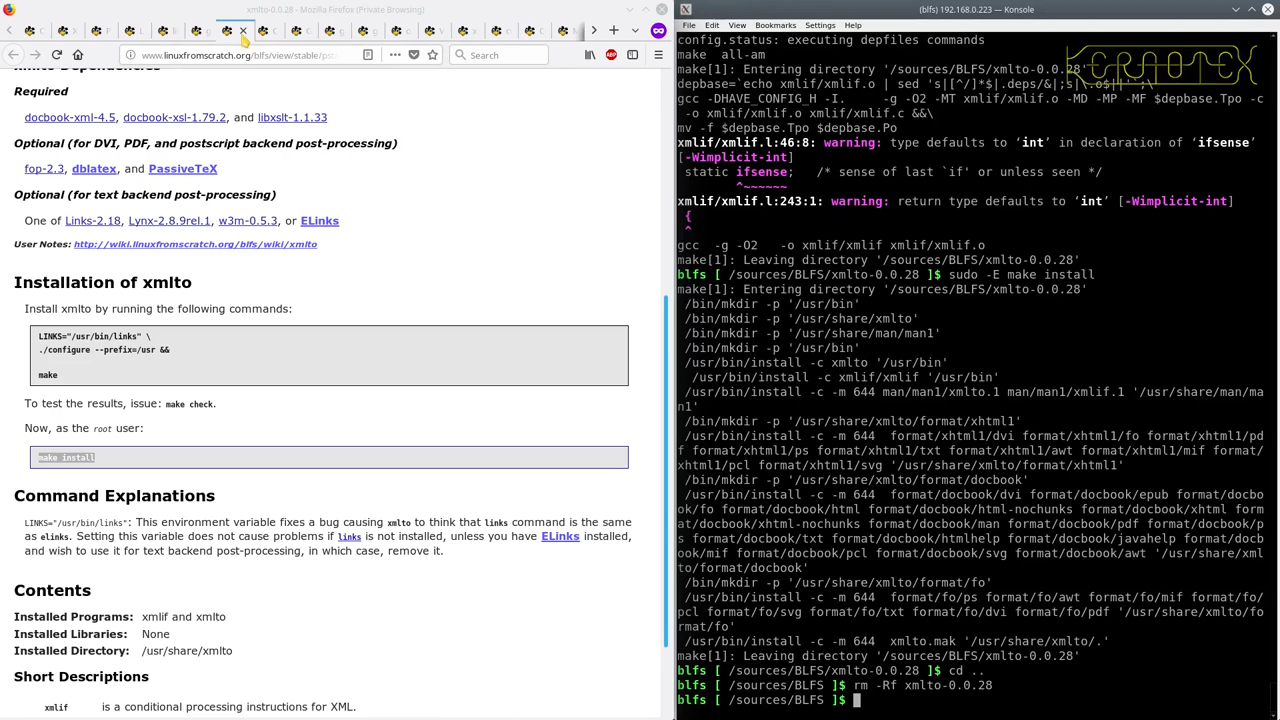 xmlto-0.0.28 - Mozilla Firefox (Private Browsing)
www.linuxfromscratch.org/blfs/view/stable/ps
Search
Required
docbook-xml-4.5, docbook-xsl-1.79.2, and libxslt-1.1.33
Optional (for DVI, PDF, and postscript backend post-processing)
fop-2.3, dblatex, and PassiveTeX
Optional (for text backend post-processing)
One of Links-2.18, Lynx-2.8.9rel.1, w3m-0.5.3, or ELinks
User Notes: http://wiki.linuxfromscratch.org/blfs/wiki/xmlto
Installation of xmlto
Install xmlto by running the following commands:
LINKS="/usr/bin/links" \
./configure --prefix=/usr &&
make
To test the results, issue: make check.
Now, as the root user:
make install
Command Explanations
LINKS="/usr/bin/links": This environment variable fixes a bug causing xmlto to think that links command is the same
as elinks. Setting this variable does not cause problems if links is not installed, unless you have ELinks installed,
and wish to use it for text backend post-processing, in which case, remove it.
Contents
Installed Programs: xmlif and xmlto
Installed Libraries: None
Installed Directory: /usr/share/xmlto
Short Descriptions
xmlif is a conditional processing instructions for XML.
(blfs) 192.168.0.223 — Konsole
File Edit View Bookmarks Settings Help
KERNOTEX
config.status: executing depfiles commands
make  all-am
make[1]: Entering directory '/sources/BLFS/xmlto-0.0.28'
depbase=`echo xmlif/xmlif.o | sed 's|[^/]*$|.deps/&|;s|\.o$||'`;\
gcc -DHAVE_CONFIG_H -I.     -g -O2 -MT xmlif/xmlif.o -MD -MP -MF $depbase.Tpo -c
-o xmlif/xmlif.o xmlif/xmlif.c &&\
mv -f $depbase.Tpo $depbase.Po
xmlif/xmlif.l:46:8: warning: type defaults to ‘int’ in declaration of ‘ifsense’
[-Wimplicit-int]
static ifsense;   /* sense of last `if' or unless seen */
^~~~~~~
xmlif/xmlif.l:243:1: warning: return type defaults to ‘int’ [-Wimplicit-int]
{
^
gcc  -g -O2   -o xmlif/xmlif xmlif/xmlif.o
make[1]: Leaving directory '/sources/BLFS/xmlto-0.0.28'
blfs [ /sources/BLFS/xmlto-0.0.28 ]$ sudo -E make install
make[1]: Entering directory '/sources/BLFS/xmlto-0.0.28'
/bin/mkdir -p '/usr/bin'
/bin/mkdir -p '/usr/share/xmlto'
/bin/mkdir -p '/usr/share/man/man1'
/bin/mkdir -p '/usr/bin'
/usr/bin/install -c xmlto '/usr/bin'
/usr/bin/install -c xmlif/xmlif '/usr/bin'
/usr/bin/install -c -m 644 man/man1/xmlto.1 man/man1/xmlif.1 '/usr/share/man/ma
n1'
/bin/mkdir -p '/usr/share/xmlto/format/xhtml1'
/usr/bin/install -c -m 644  format/xhtml1/dvi format/xhtml1/fo format/xhtml1/pd
f format/xhtml1/ps format/xhtml1/txt format/xhtml1/awt format/xhtml1/mif format/
xhtml1/pcl format/xhtml1/svg '/usr/share/xmlto/format/xhtml1'
/bin/mkdir -p '/usr/share/xmlto/format/docbook'
/usr/bin/install -c -m 644  format/docbook/dvi format/docbook/epub format/docbo
ok/fo format/docbook/html format/docbook/html-nochunks format/docbook/xhtml form
at/docbook/xhtml-nochunks format/docbook/man format/docbook/pdf format/docbook/p
s format/docbook/txt format/docbook/htmlhelp format/docbook/javahelp format/docb
ook/mif format/docbook/pcl format/docbook/svg format/docbook/awt '/usr/share/xml
to/format/docbook'
/bin/mkdir -p '/usr/share/xmlto/format/fo'
/usr/bin/install -c -m 644  format/fo/ps format/fo/awt format/fo/mif format/fo/
pcl format/fo/svg format/fo/txt format/fo/dvi format/fo/pdf '/usr/share/xmlto/fo
rmat/fo'
/usr/bin/install -c -m 644  xmlto.mak '/usr/share/xmlto/.'
make[1]: Leaving directory '/sources/BLFS/xmlto-0.0.28'
blfs [ /sources/BLFS/xmlto-0.0.28 ]$ cd ..
blfs [ /sources/BLFS ]$ rm -Rf xmlto-0.0.28
blfs [ /sources/BLFS ]$